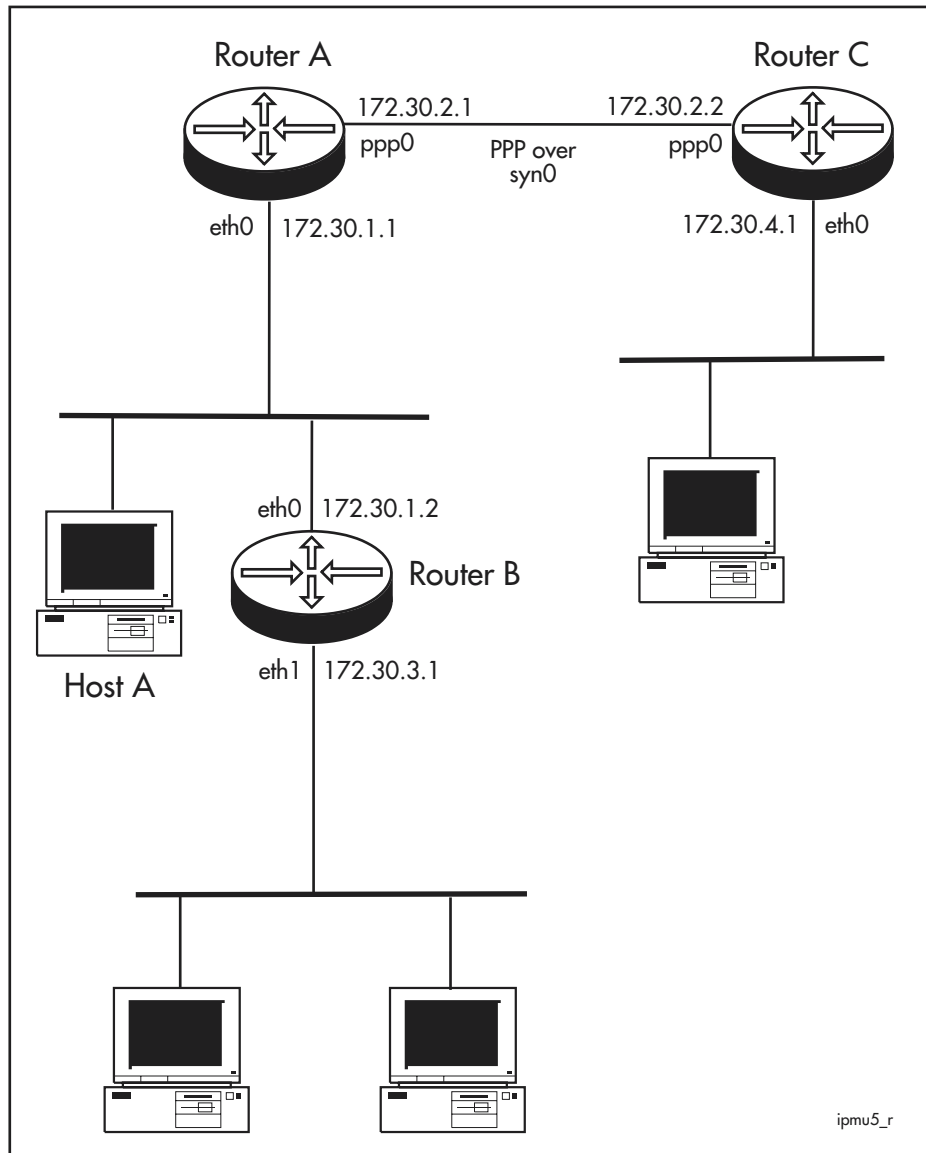 Router A
Router C
172.30.2.1
172.30.2.2
ppp0
PPP over
syn0
ppp0
eth0
172.30.1.1
172.30.4.1
eth0
eth0
172.30.1.2
Router B
Host A
eth1
172.30.3.1
ipmu5_r